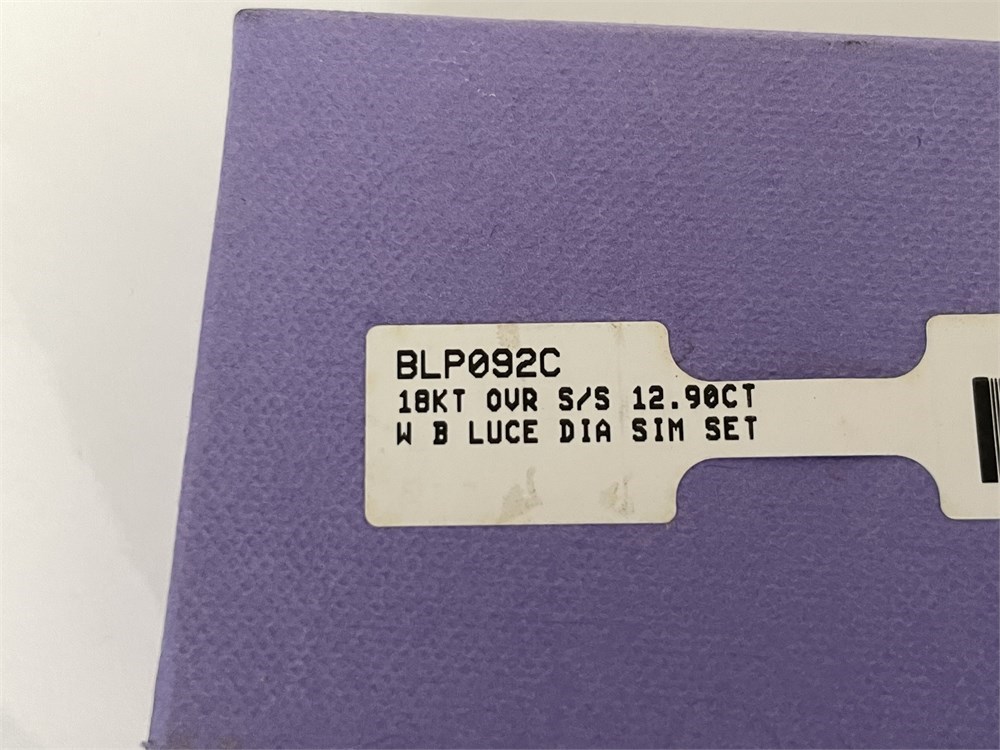 BLP092C
18KT OVR S/S 12.90CT
W B LUCE DIA SIM SET